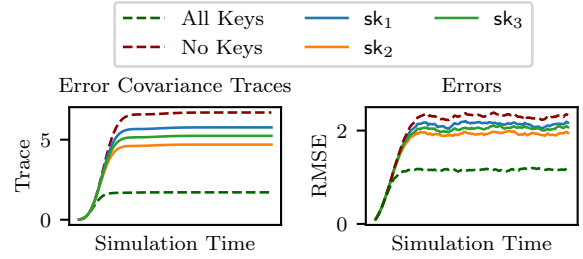 All Keys sk₁ sk₃
No Keys sk₂
Error Covariance Traces Errors
5
0
Trace
Simulation Time
2
0
RMSE
Simulation Time